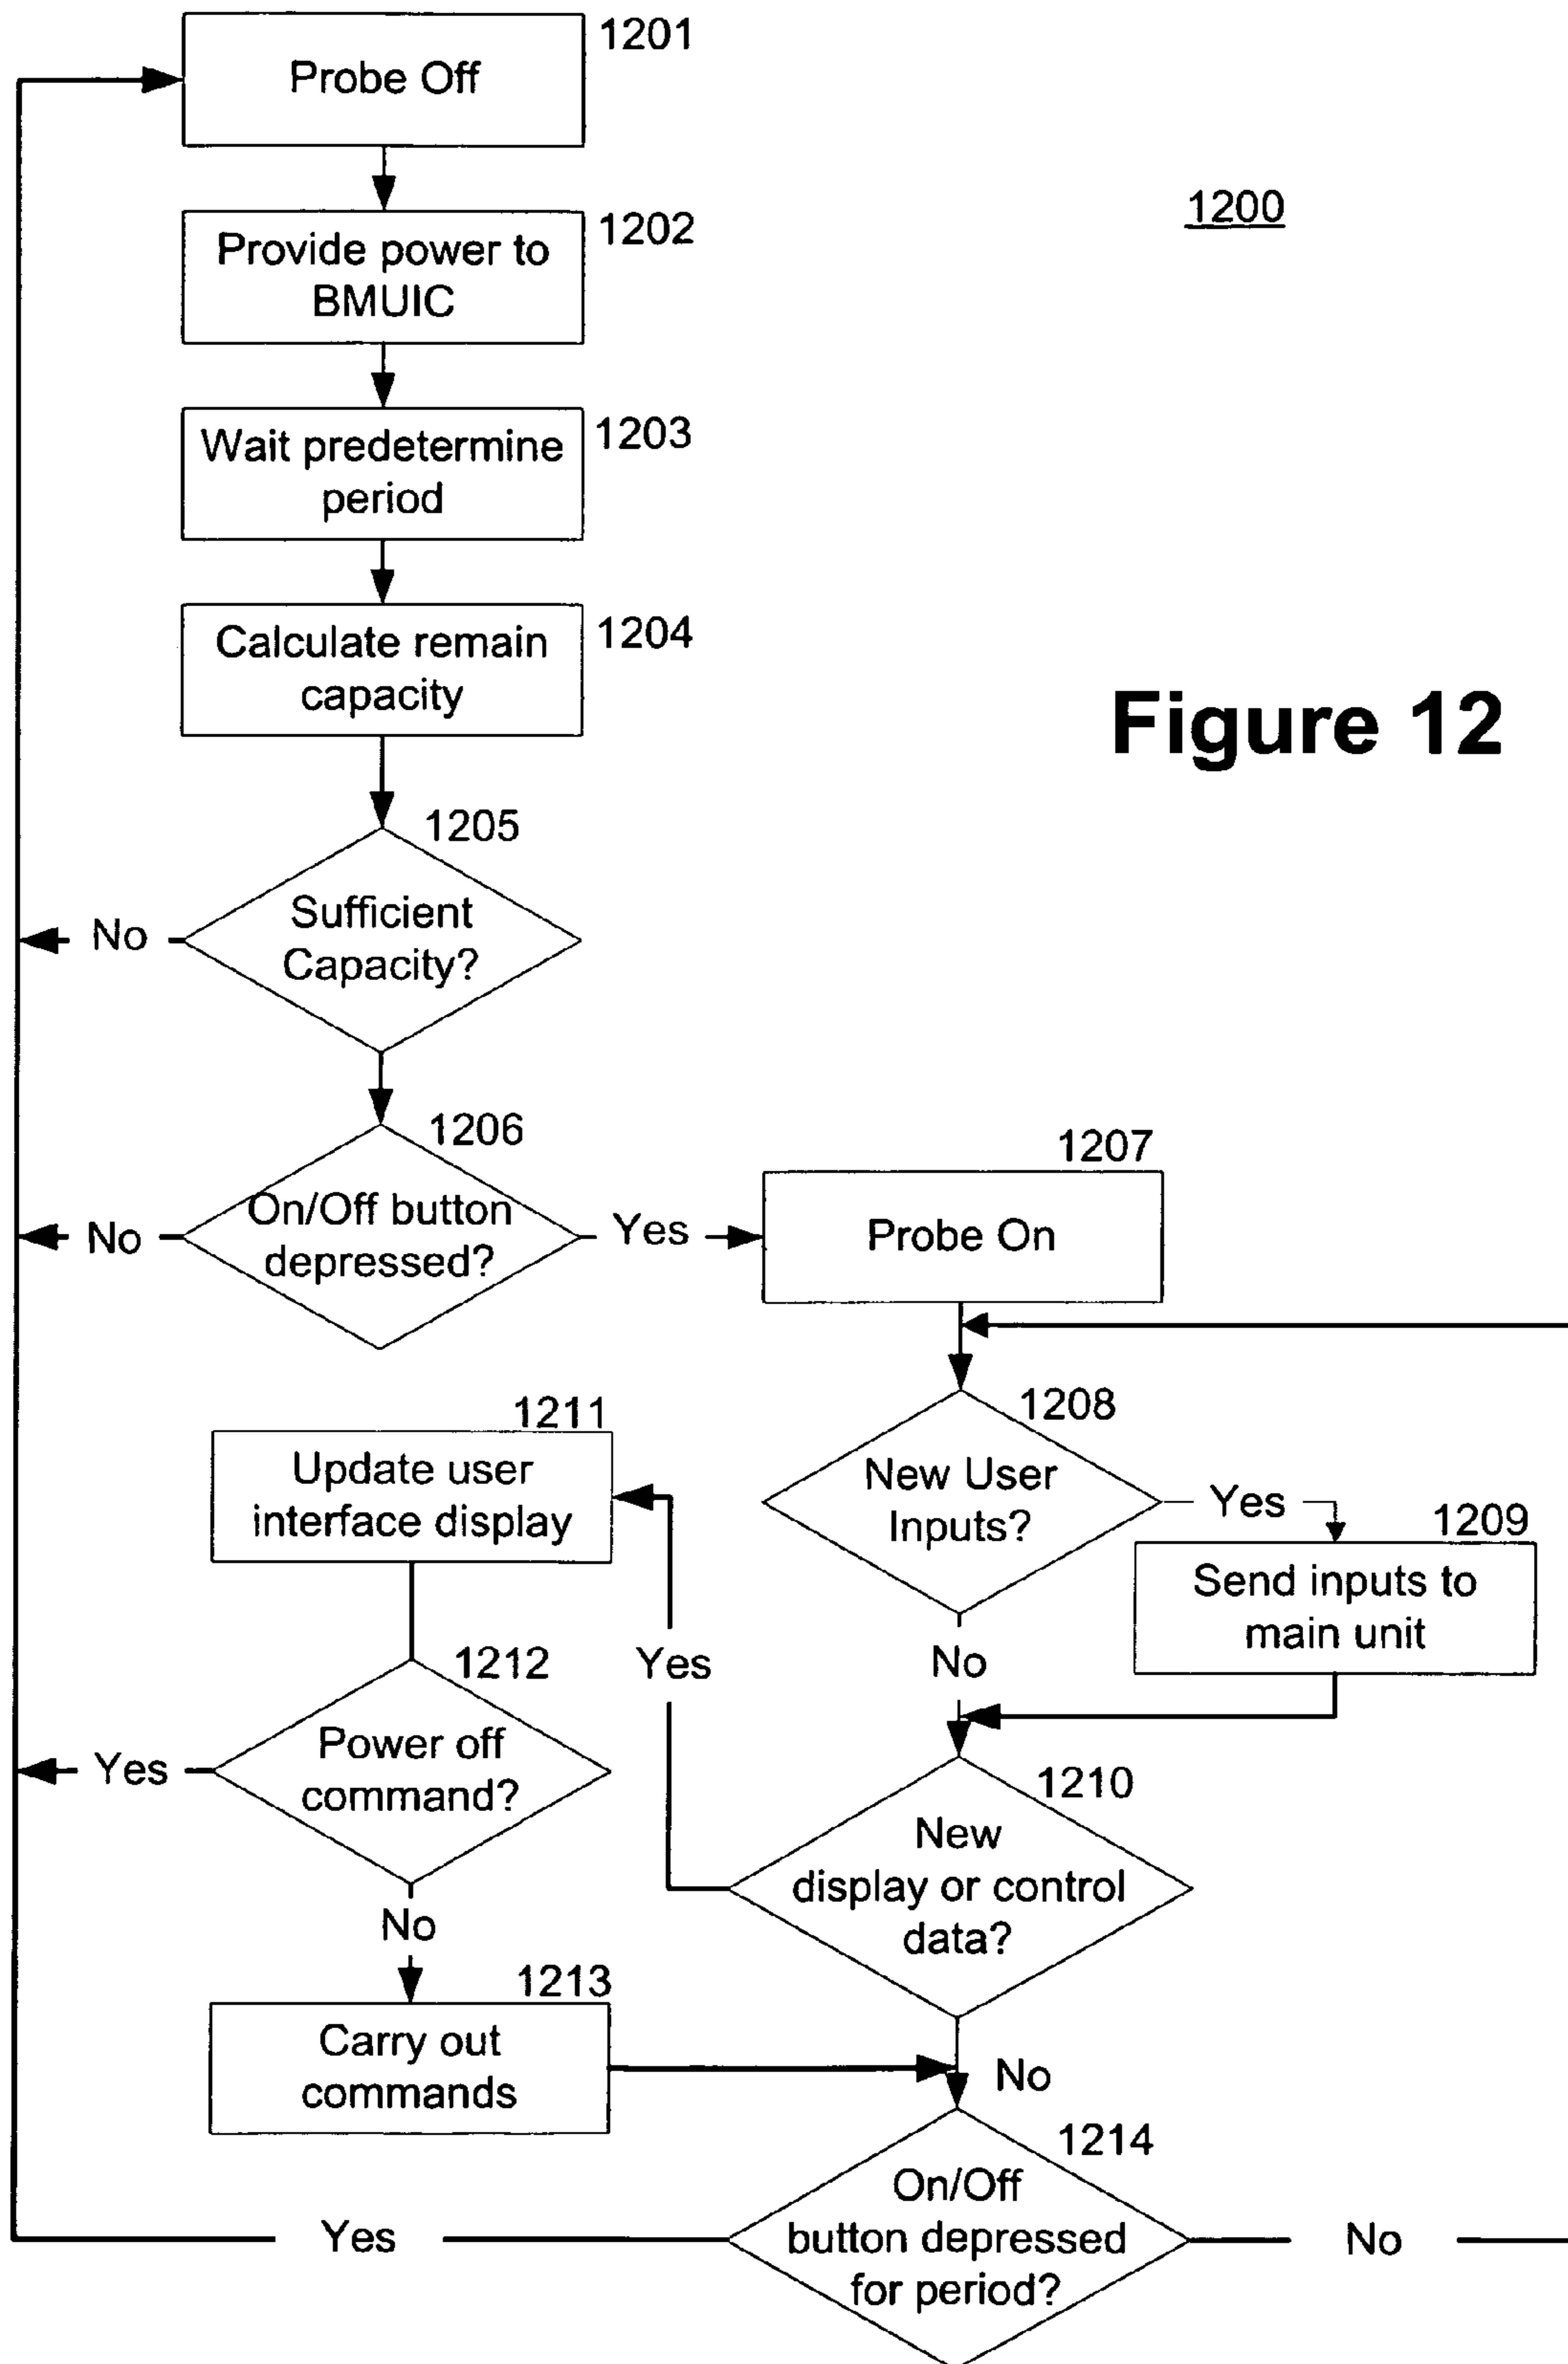 1201
Probe Off
1200
1202
Provide power to
BMUIC
1203
Wait predetermine
period
1204
Calculate remain
capacity
Figure 12
1205
Sufficient
Capacity?
No
1206
On/Off button
depressed?
No
Yes
1207
Probe On
1208
New User
Inputs?
Yes
No
1209
Send inputs to
main unit
1210
New
display or control
data?
Yes
No
1211
Update user
interface display
1212
Power off
command?
Yes
No
1213
Carry out
commands
1214
On/Off
button depressed
for period?
Yes
No